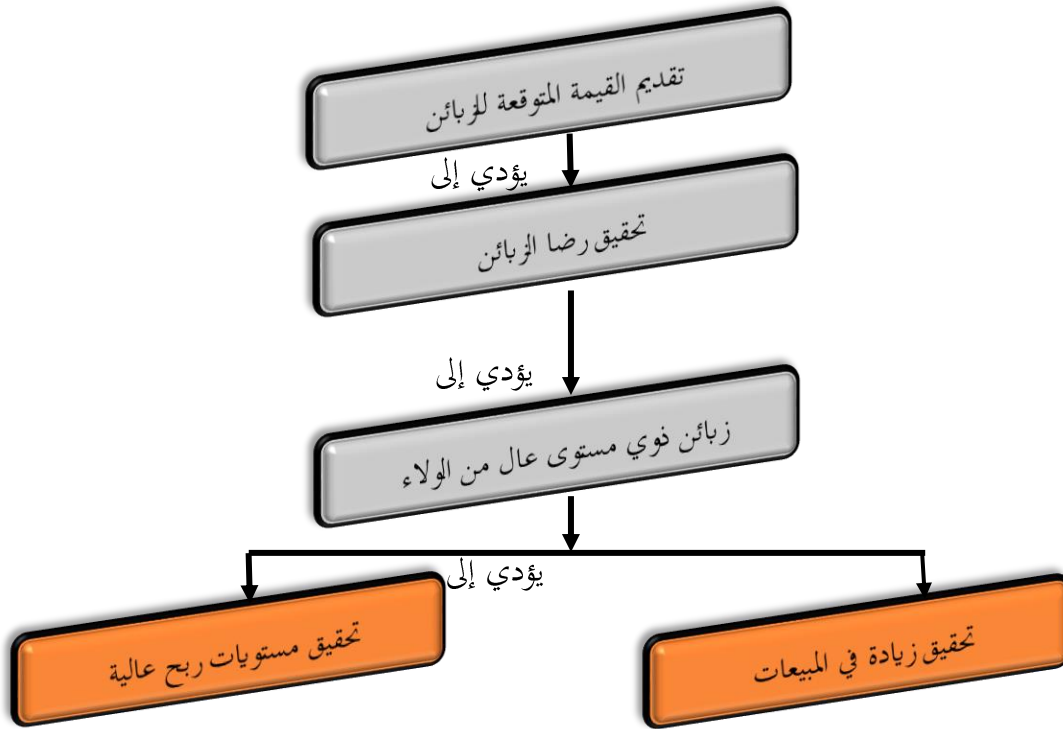 تقديم القيمة المتوقعة للزبائن
يؤدي إلى
تحقيق رضا الزبائن
يؤدي إلى
زبائن ذوي مستوى عال من الولاء
يؤدي إلى
تحقيق زيادة في المبيعات
تحقيق مستويات ربح عالية